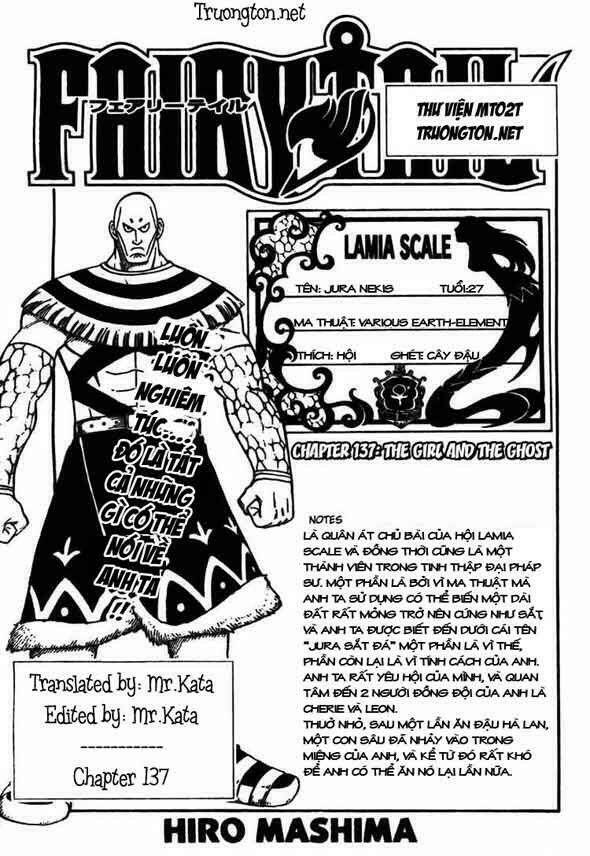 Truongton.net
FAIRY TAIL
フェアリーテイル
THƯ VIỆN MTO2T
TRUONGTON.NET
LAMIA SCALE
TÊN: JURA NEKIS TUỔI:27
MA THUẬT: VARIOUS EARTH-ELEMENT
THÍCH: HỘI GHÉT: CÂY ĐẬU
CHAPTER 137: THE GIRL AND THE GHOST
LUÔN
LUÔN
NGHIÊM
TÚC....
ĐÓ LÀ TẤT
CẢ NHỮNG
GÌ CÓ THỂ
NÓI VỀ
ANH TA
!!
NOTES
LÀ QUÂN ÁT CHỦ BÀI CỦA HỘI LAMIA
SCALE VÀ ĐỒNG THỜI CŨNG LÀ MỘT
THÀNH VIÊN TRONG TINH THẬP ĐẠI PHÁP
SƯ. MỘT PHẦN LÀ BỞI VÌ MA THUẬT MÀ
ANH TA SỬ DỤNG CÓ THỂ BIẾN MỘT DẢI
ĐẤT RẤT MỎNG TRỞ NÊN CỨNG NHƯ SẮT,
VÀ ANH TA ĐƯỢC BIẾT ĐẾN DƯỚI CÁI TÊN
"JURA SẮT ĐÁ" MỘT PHẦN LÀ VÌ THẾ,
PHẦN CÒN LẠI LÀ VÌ TÍNH CÁCH CỦA ANH.
ANH TA RẤT YÊU HỘI CỦA MÌNH, VÀ QUAN
TÂM ĐẾN 2 NGƯỜI ĐỒNG ĐỘI CỦA ANH LÀ
CHERIE VÀ LEON.
THUỞ NHỎ, SAU MỘT LẦN ĂN ĐẬU HÀ LAN,
MỘT CON SÂU ĐÃ NHẢY VÀO TRONG
MIỆNG CỦA ANH, VÀ KỂ TỪ ĐÓ RẤT KHÓ
ĐỂ ANH CÓ THỂ ĂN NÓ LẠI LẦN NỮA.
Translated by: Mr.Kata
Edited by: Mr.Kata
-----------
Chapter 137
HIRO MASHIMA